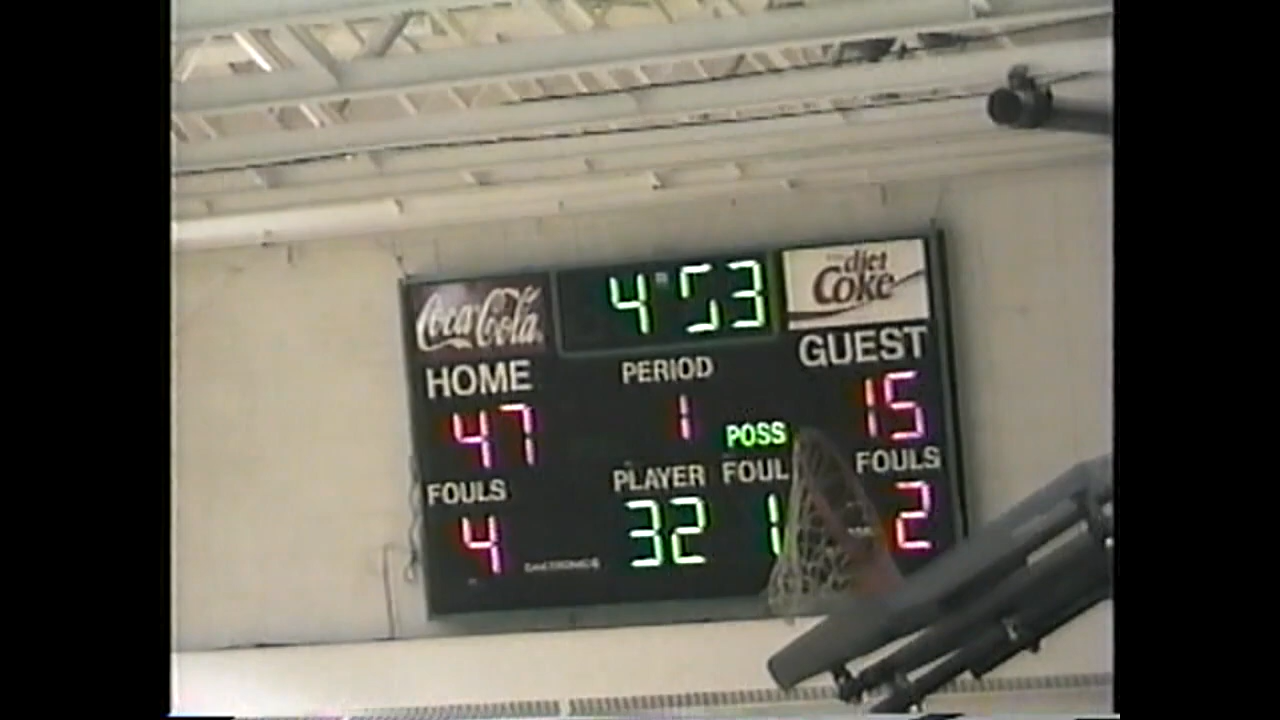 Coca-Cola
4:53
diet
Coke
HOME
PERIOD
GUEST
47
1
POSS
15
FOULS
PLAYER
FOUL
FOULS
4
32
1
2
DAKTRONICS